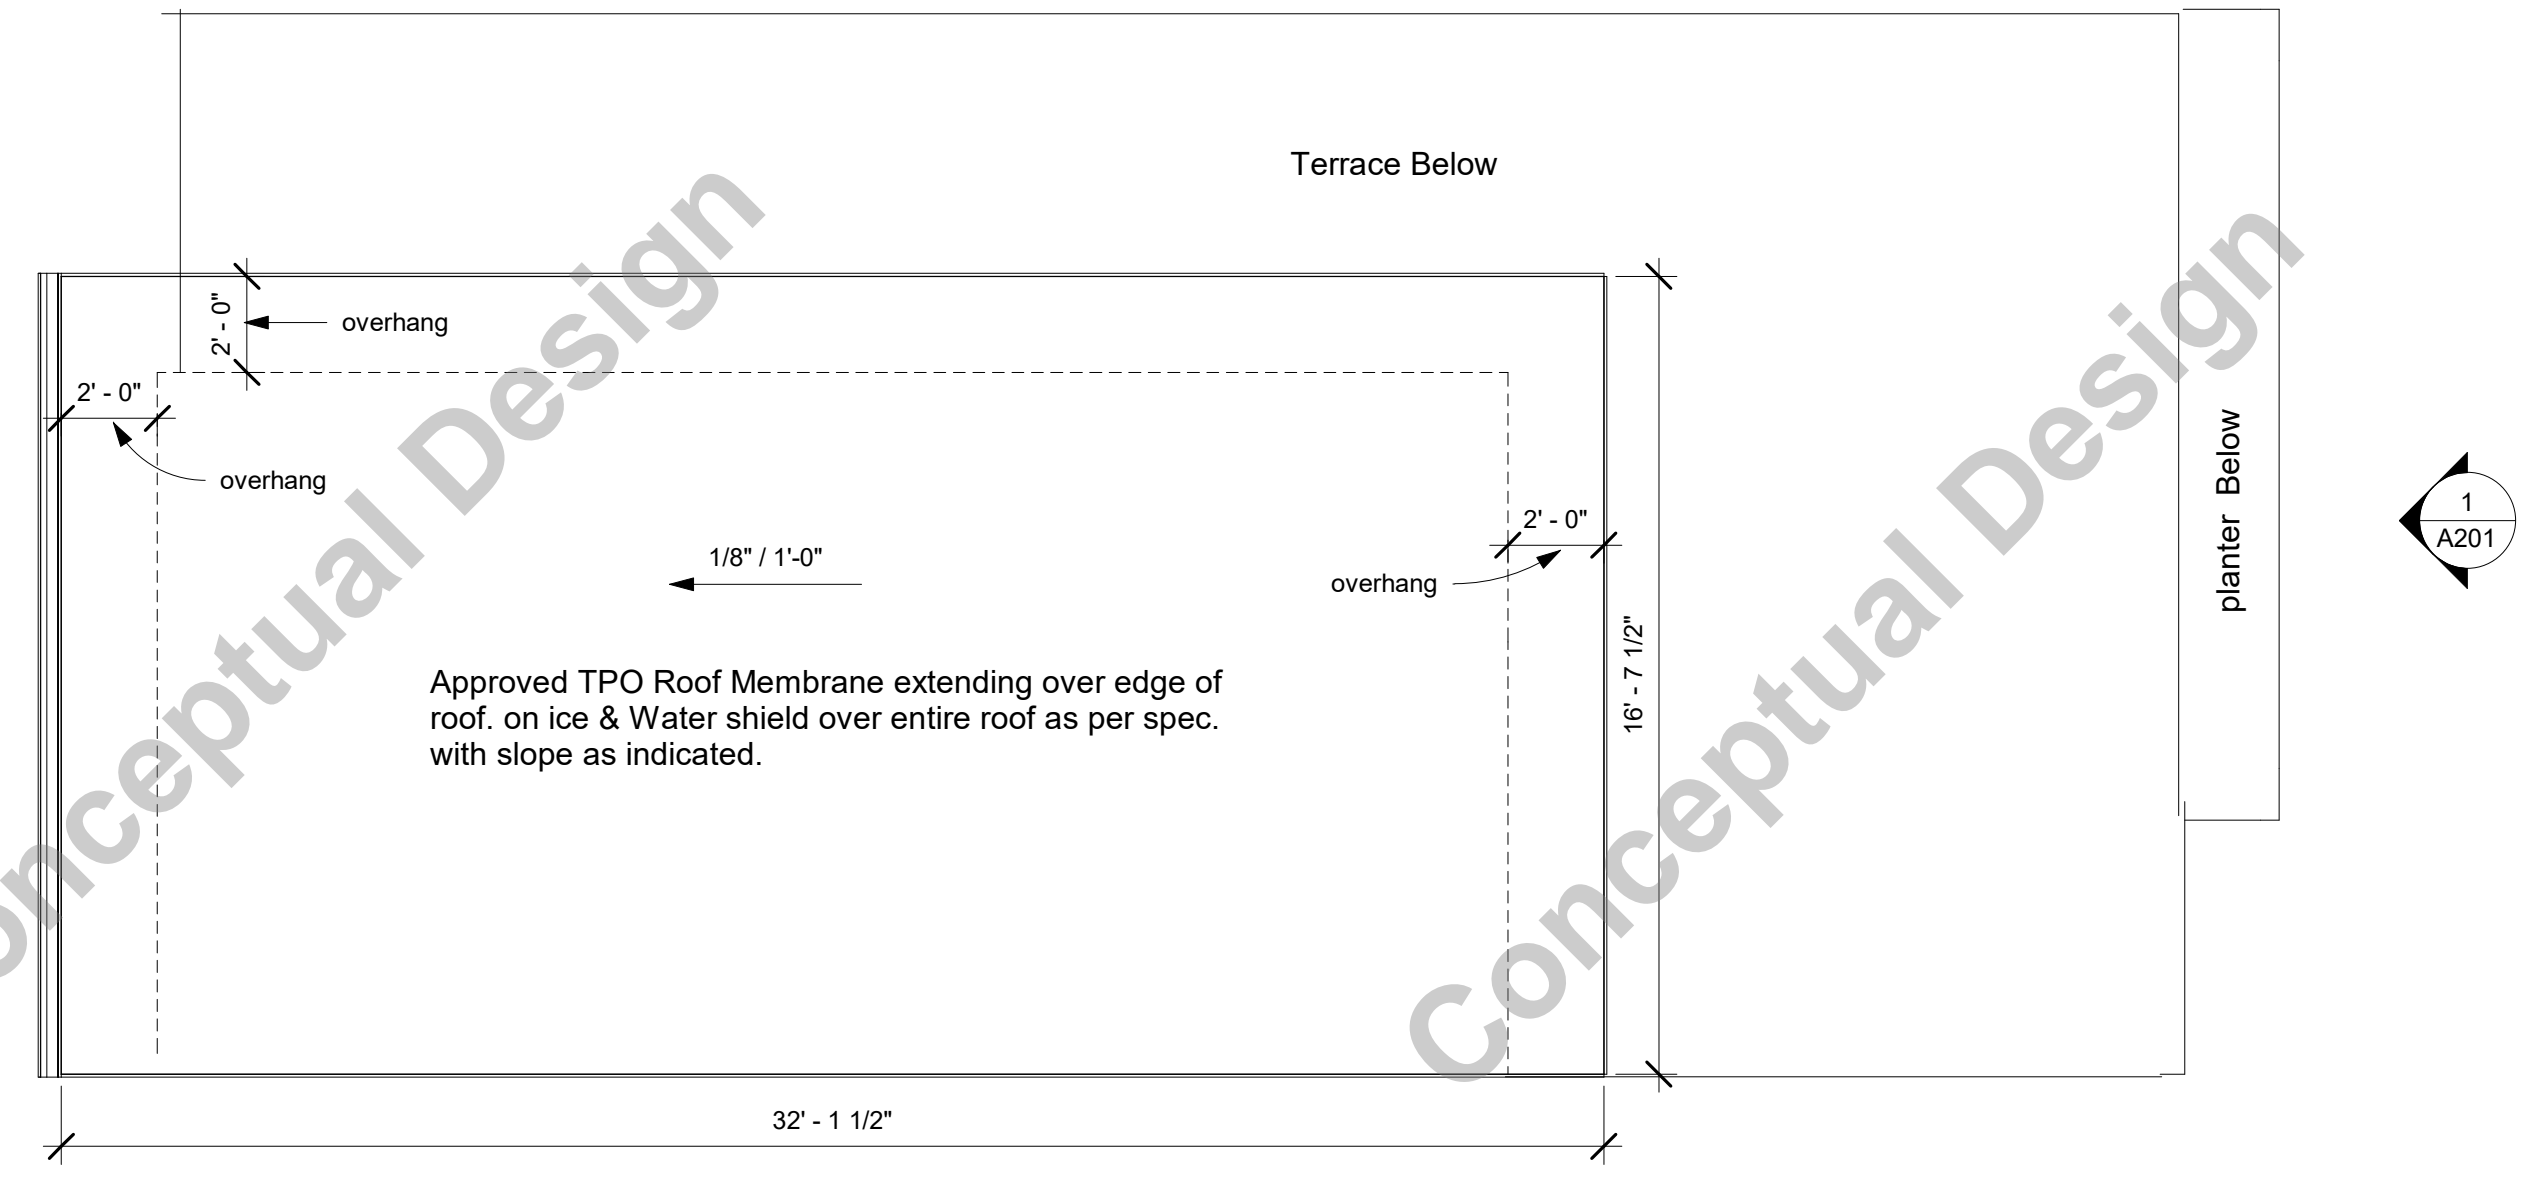 Terrace Below
2' - 0"
overhang
2' - 0"
overhang
1/8" / 1'-0"
2' - 0"
overhang
Approved TPO Roof Membrane extending over edge of
roof. on ice & Water shield over entire roof as per spec.
with slope as indicated.
16' - 7 1/2"
32' - 1 1/2"
planter Below
1
A201
onceptual Design
Conceptual Design